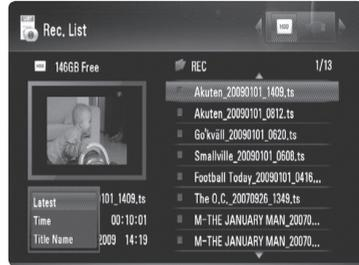 Rec. List
HDD
HDD 146GB Free
REC 1/13
Akuten_20090101_1409.ts
Akuten_20090101_0812.ts
Go'kväll_20090101_0620.ts
Smallville_20090101_0608.ts
Football Today_20090101_0416...
The O.C._20070926_1349.ts
M-THE JANUARY MAN_20070...
M-THE JANUARY MAN_20070...
Latest
Time
Title Name
101_1409.ts
00:10:01
2009 14:19